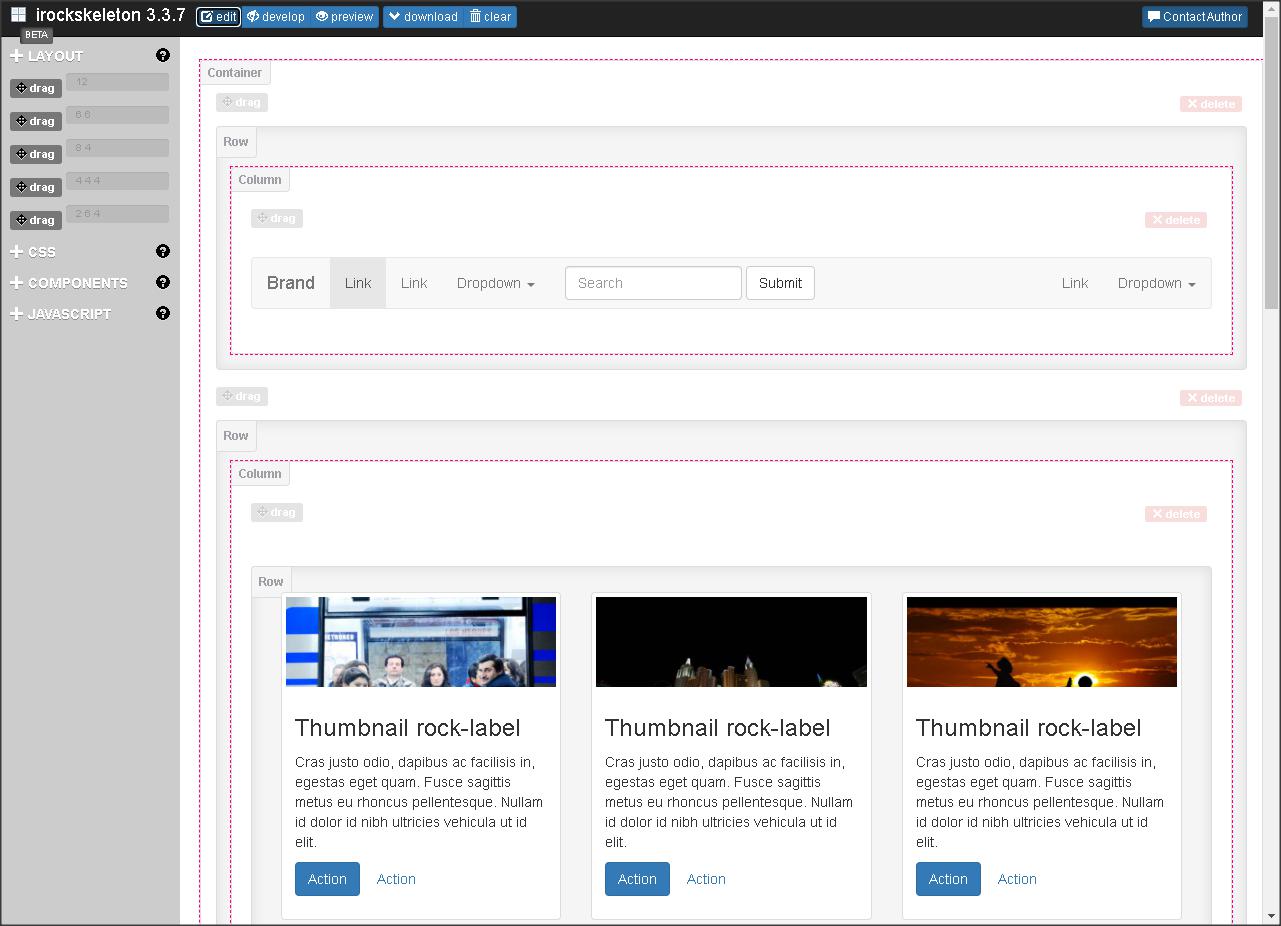 irockskeleton 3.3.7 edit develop preview download clear ContactAuthor
BETA
LAYOUT
drag 12
drag 6 6
drag 8 4
drag 4 4 4
drag 2 6 4
CSS
COMPONENTS
JAVASCRIPT
Container
drag delete
Row
Column
drag delete
Brand Link Link Dropdown Search Submit Link Dropdown
drag delete
Row
Column
drag delete
Row
Thumbnail rock-label
Cras justo odio, dapibus ac facilisis in,
egestas eget quam. Fusce sagittis
metus eu rhoncus pellentesque. Nullam
id dolor id nibh ultricies vehicula ut id
elit.
Action Action
Thumbnail rock-label
Cras justo odio, dapibus ac facilisis in,
egestas eget quam. Fusce sagittis
metus eu rhoncus pellentesque. Nullam
id dolor id nibh ultricies vehicula ut id
elit.
Action Action
Thumbnail rock-label
Cras justo odio, dapibus ac facilisis in,
egestas eget quam. Fusce sagittis
metus eu rhoncus pellentesque. Nullam
id dolor id nibh ultricies vehicula ut id
elit.
Action Action